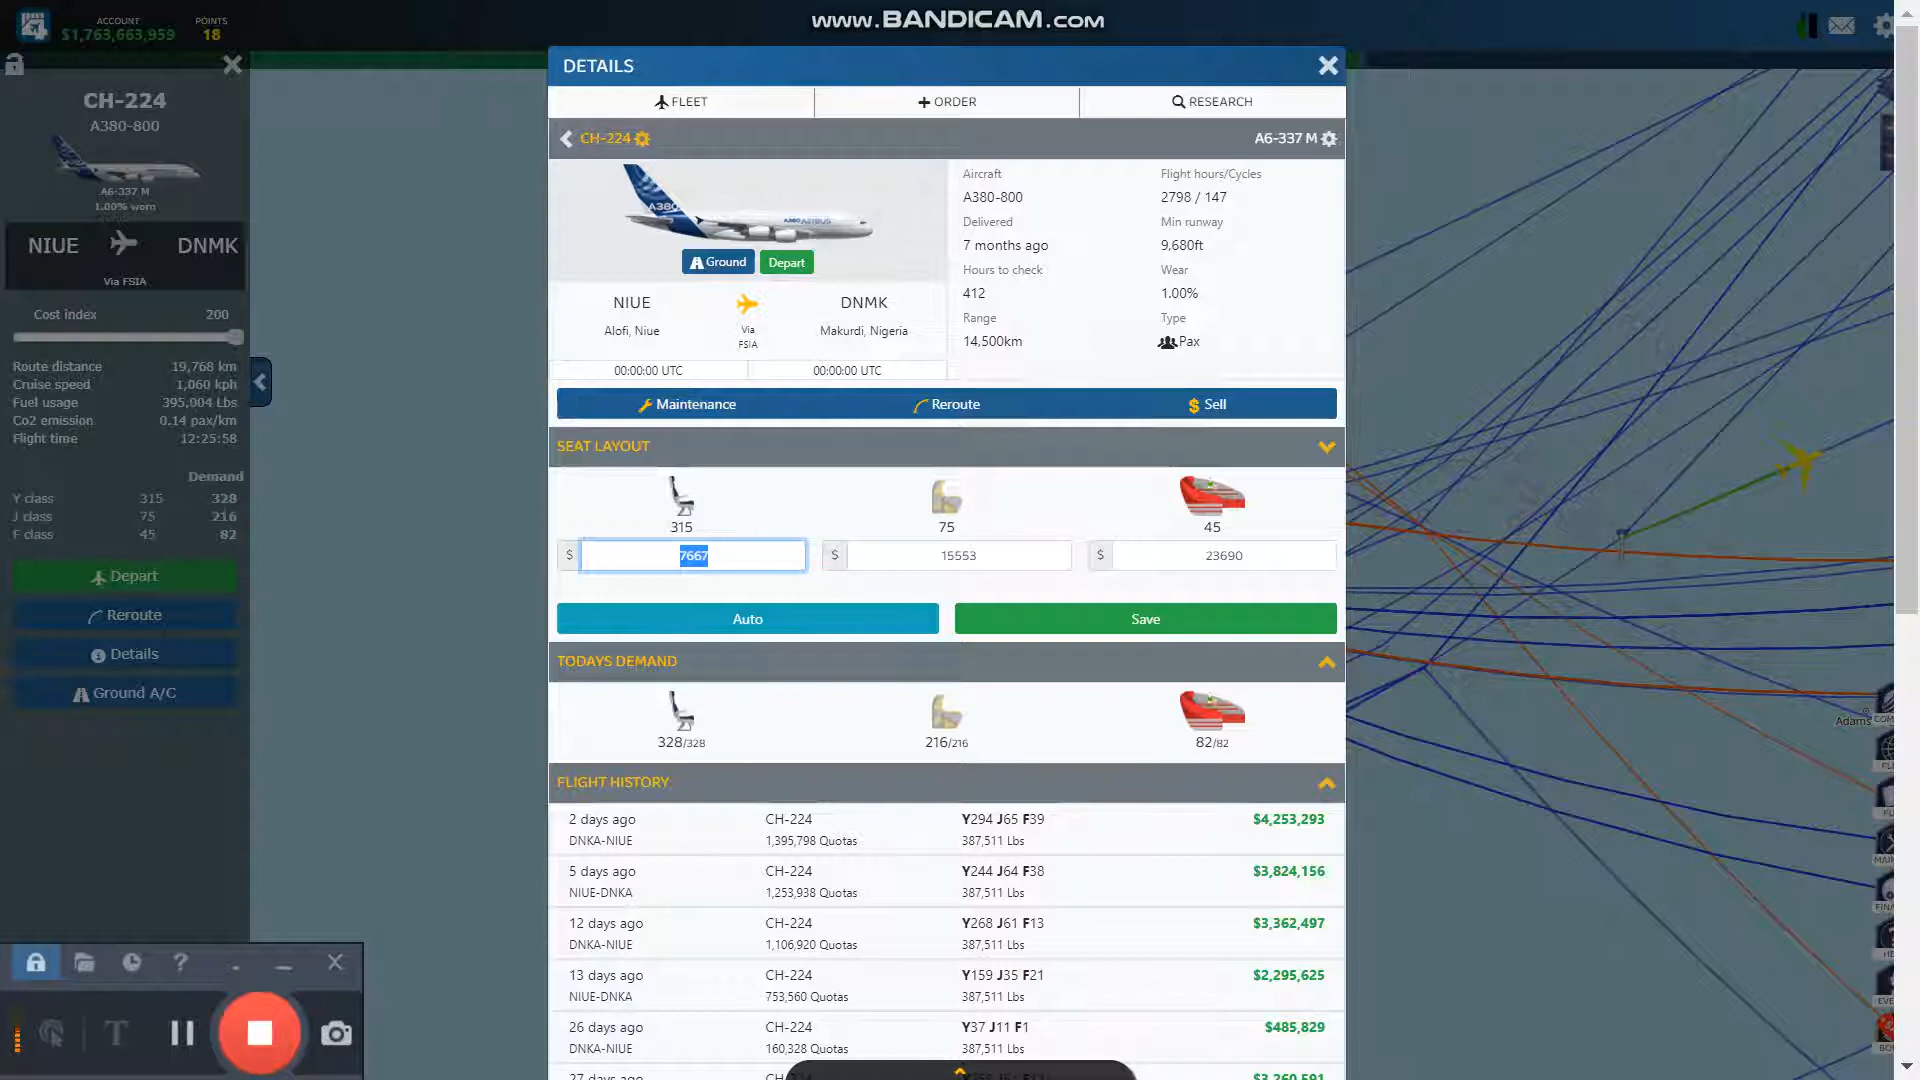 www.BANDICAM.com
ACCOUNT
$1,763,663,959
POINTS
18
CH-224
A380-800
A6-337 M
1.00% worn
NIUE DNMK
Via FSIA
Cost index 200
Route distance 19,768 km
Cruise speed 1,060 kph
Fuel usage 395,004 Lbs
Co2 emission 0.14 pax/km
Flight time 12:25:58
Demand
Y class 315 328
J class 75 216
F class 45 82
Depart
Reroute
Details
Ground A/C
DETAILS
FLEET ORDER RESEARCH
CH-224 A6-337 M
A380
A380 AIRBUS
Ground Depart
NIUE DNMK
Alofi, Niue Via FSIA Makurdi, Nigeria
00:00:00 UTC 00:00:00 UTC
Aircraft Flight hours/Cycles
A380-800 2798 / 147
Delivered Min runway
7 months ago 9,680ft
Hours to check Wear
412 1.00%
Range Type
14,500km Pax
Maintenance Reroute Sell
SEAT LAYOUT
315 75 45
$ 7667 $ 15553 $ 23690
Auto Save
TODAYS DEMAND
328/328 216/216 82/82
FLIGHT HISTORY
2 days ago CH-224 Y294 J65 F39 $4,253,293
DNKA-NIUE 1,395,798 Quotas 387,511 Lbs
5 days ago CH-224 Y244 J64 F38 $3,824,156
NIUE-DNKA 1,253,938 Quotas 387,511 Lbs
12 days ago CH-224 Y268 J61 F13 $3,362,497
DNKA-NIUE 1,106,920 Quotas 387,511 Lbs
13 days ago CH-224 Y159 J35 F21 $2,295,625
NIUE-DNKA 753,560 Quotas 387,511 Lbs
26 days ago CH-224 Y37 J11 F1 $485,829
DNKA-NIUE 160,328 Quotas 387,511 Lbs
27 days ago $3,260,591
Adams
T